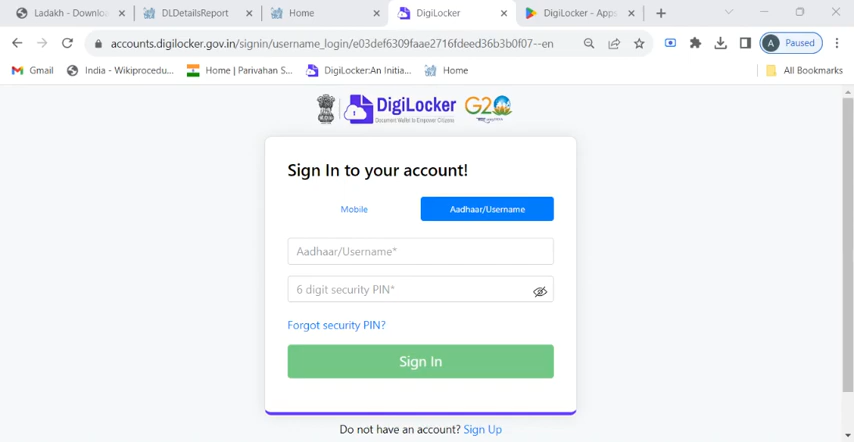 Ladakh - Downloa
DLDetailsReport
Home
DigiLocker
DigiLocker - Apps
accounts.digilocker.gov.in/signin/username_login/e03def6309faae2716fdeed36b3b0f07--en
A
Paused
Gmail
India - Wikiprocedu...
Home | Parivahan S...
DigiLocker:An Initia...
Home
All Bookmarks
DigiLocker
Document Wallet to Empower Citizens
G20
Sign In to your account!
Mobile
Aadhaar/Username
Aadhaar/Username*
6 digit security PIN*
Forgot security PIN?
Sign In
Do not have an account? Sign Up